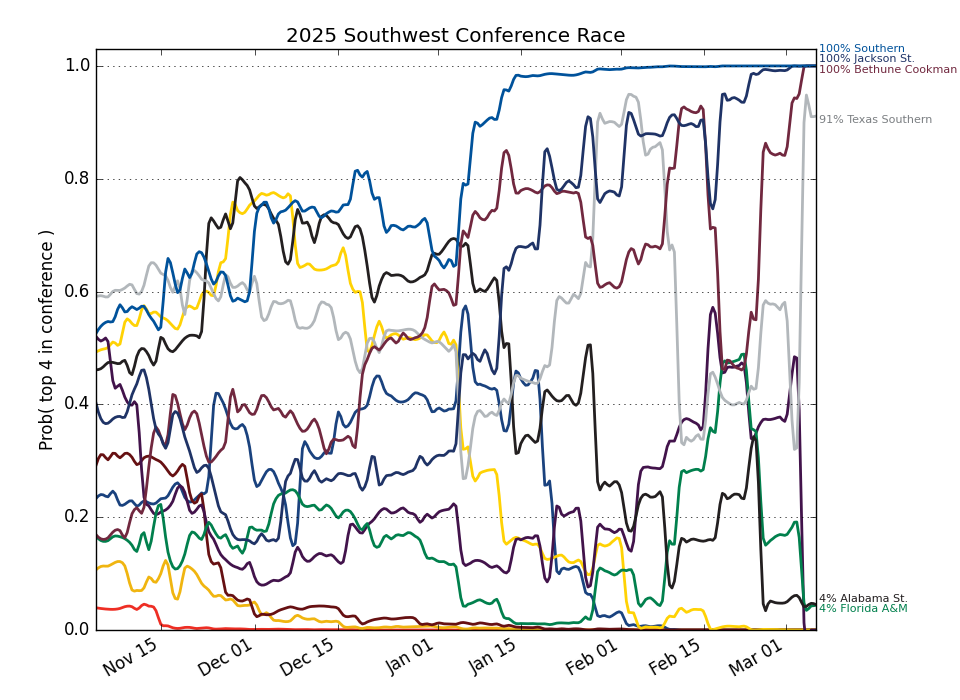 2025 Southwest Conference Race
Prob( top 4 in conference )
1.0
0.8
0.6
0.4
0.2
0.0
Nov 15
Dec 01
Dec 15
Jan 01
Jan 15
Feb 01
Feb 15
Mar 01
100% Southern
100% Jackson St.
100% Bethune Cookman
91% Texas Southern
4% Alabama St.
4% Florida A&M